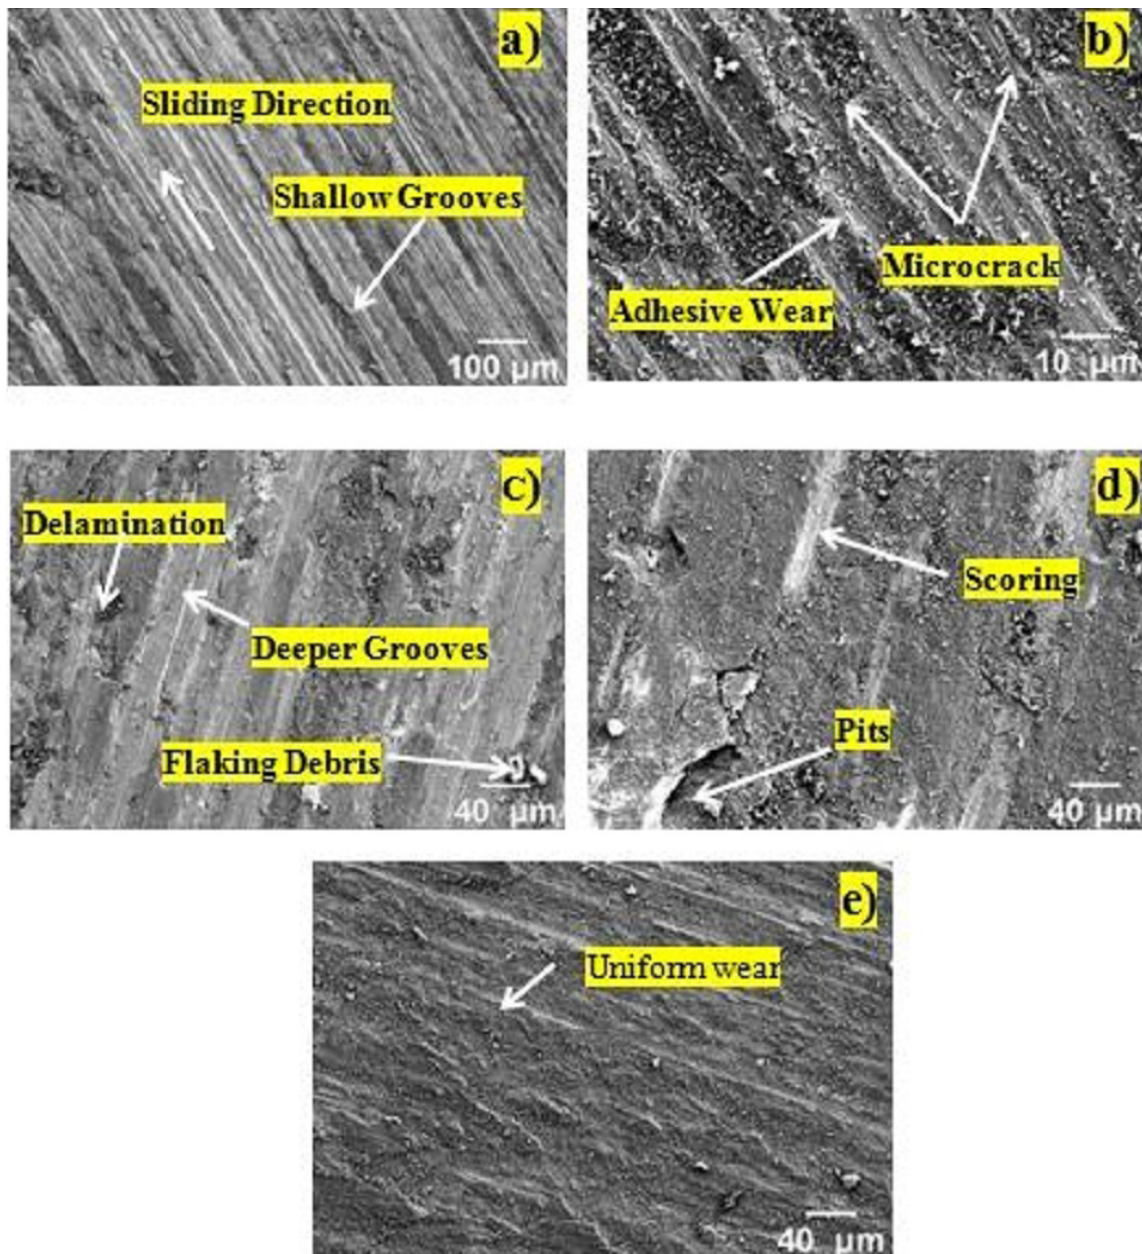 a)
Sliding Direction
Shallow Grooves
100 µm
b)
Microcrack
Adhesive Wear
10 µm
c)
Delamination
Deeper Grooves
Flaking Debris
40 µm
d)
Scoring
Pits
40 µm
e)
Uniform wear
40 µm